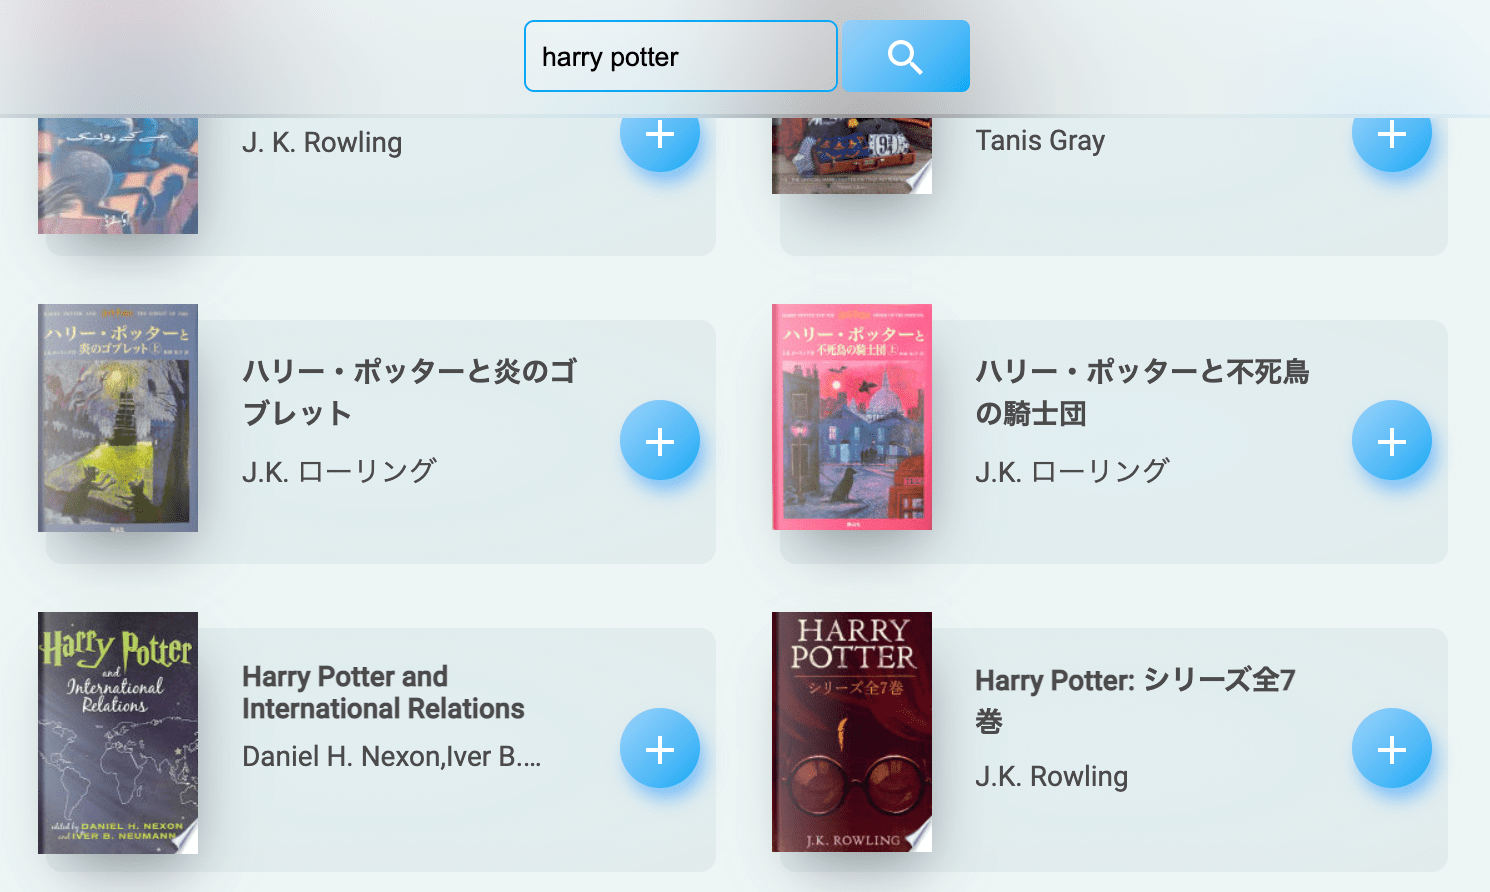 harry potter
جے کے رولنگ
J. K. Rowling
Tanis Gray
ハリー・ポッターと
炎のゴブレット 上
ハリー・ポッターと炎のゴ
ブレット
J.K. ローリング
ハリー・ポッターと
不死鳥の騎士団 上
ハリー・ポッターと不死鳥
の騎士団
J.K. ローリング
Harry Potter
and
International
Relations
edited by DANIEL H. NEXON
and IVER B. NEUMANN
Harry Potter and
International Relations
Daniel H. Nexon,Iver B....
HARRY
POTTER
シリーズ全7巻
J.K. ROWLING
Harry Potter: シリーズ全7
巻
J.K. Rowling